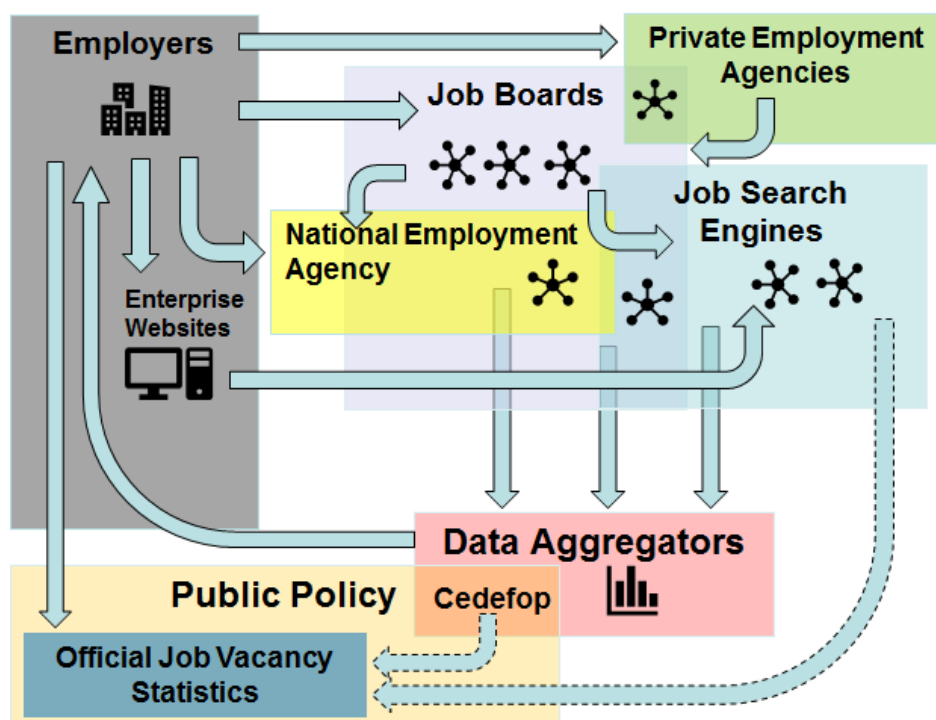 Employers
Private Employment
Agencies
Job Boards
Job Search
Engines
National Employment
Agency
Enterprise
Websites
Data Aggregators
Public Policy
Cedefop
Official Job Vacancy
Statistics